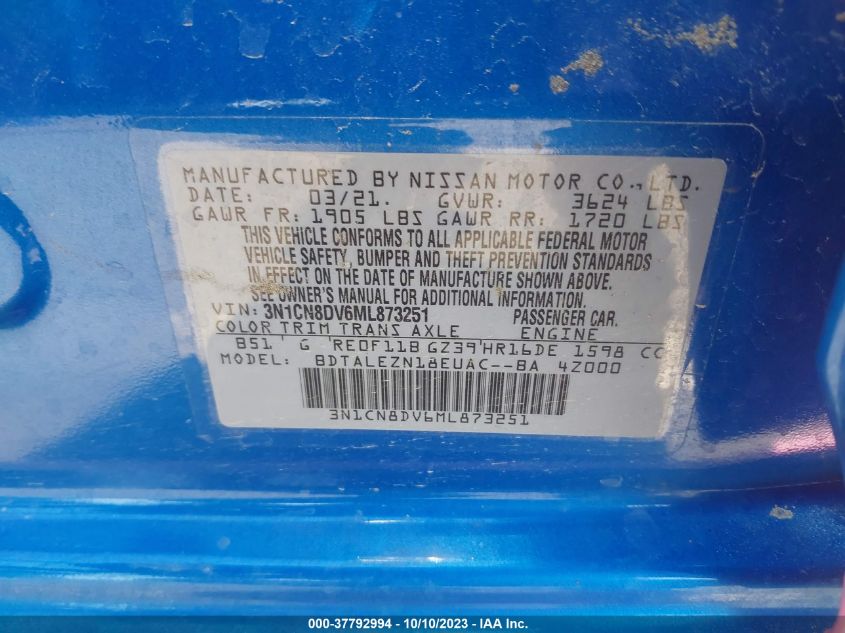 MANUFACTURED BY NISSAN MOTOR CO., LTD.
DATE: 03/21. GVWR: 3624 LBS
GAWR FR: 1905 LBS GAWR RR: 1720 LBS
THIS VEHICLE CONFORMS TO ALL APPLICABLE FEDERAL MOTOR
VEHICLE SAFETY, BUMPER AND THEFT PREVENTION STANDARDS
IN EFFECT ON THE DATE OF MANUFACTURE SHOWN ABOVE.
SEE OWNER'S MANUAL FOR ADDITIONAL INFORMATION.
VIN: 3N1CN8DV6ML873251 PASSENGER CAR.
COLOR TRIM TRANS AXLE ENGINE
B51 G RE0F11B GZ39 HR16DE 1598 CC
MODEL: BDTALEZN18EUAC--BA 4Z000
3N1CN8DV6ML873251
000-37792994 - 10/10/2023 - IAA Inc.